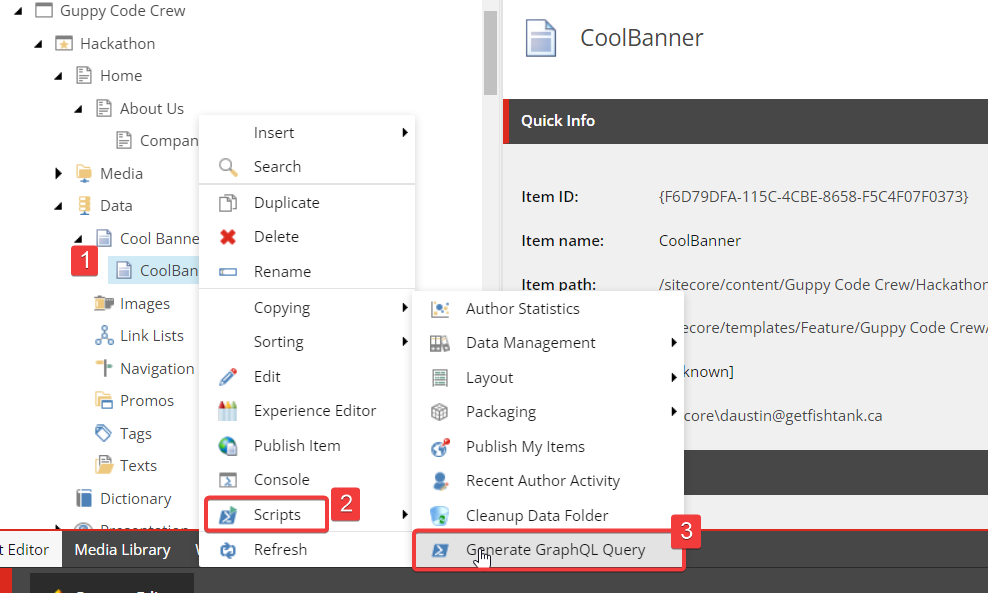 Guppy Code Crew
Hackathon
Home
About Us
Compan
Media
Data
Cool Banne
CoolBan
Images
Link Lists
Navigation
Promos
Tags
Texts
Dictionary
1
Insert
Search
Duplicate
Delete
Rename
Copying
Sorting
Edit
Experience Editor
Publish Item
Console
Scripts
2
Refresh
Author Statistics
Data Management
Layout
Packaging
Publish My Items
Recent Author Activity
Cleanup Data Folder
Generate GraphQL Query
3
CoolBanner
Quick Info
Item ID: {F6D79DFA-115C-4CBE-8658-F5C4F07F0373}
Item name: CoolBanner
Item path: /sitecore/content/Guppy Code Crew/Hackathon
ecore/templates/Feature/Guppy Code Crew/
known]
core\daustin@getfishtank.ca
t Editor
Media Library